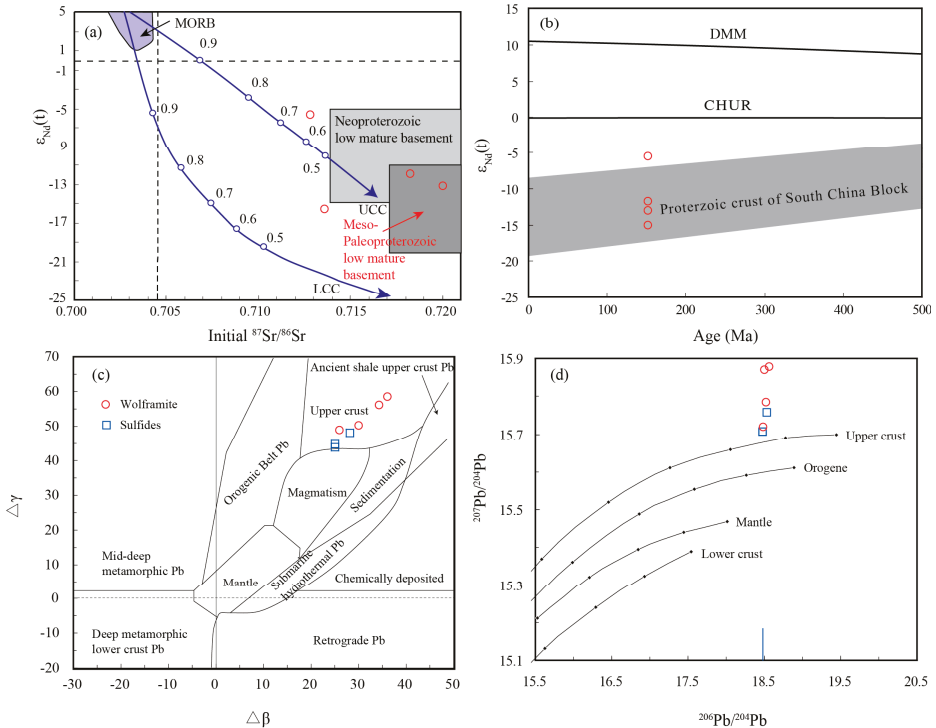 (a)
MORB
0.9
0.8
0.7
0.6
0.5
0.9
0.8
0.7
0.6
0.5
Neoproterozoic
low mature basement
UCC
Meso-
Paleoproterozoic
low mature
basement
LCC
5
1
-1
-5
9
-13
-17
-21
-25
εNd(t)
0.700
0.705
0.710
0.715
0.720
Initial ⁸⁷Sr/⁸⁶Sr
(b)
DMM
CHUR
Proterzoic crust of South China Block
15
10
5
0
-5
-10
-15
-20
-25
εNd(t)
0
100
200
300
400
500
Age (Ma)
(c)
Wolframite
Sulfides
Ancient shale upper crust Pb
Upper crust
Orogenic Belt Pb
Magmatism
Sedimentation
Mid-deep
metamorphic Pb
Mantle
Submarine
hydrothermal Pb
Chemically deposited
Deep metamorphic
lower crust Pb
Retrograde Pb
70
60
50
40
30
20
10
0
-10
-20
△γ
-30
-20
-10
0
10
20
30
40
50
△β
(d)
Upper crust
Orogene
Mantle
Lower crust
15.9
15.7
15.5
15.3
15.1
²⁰⁷Pb/²⁰⁴Pb
15.5
16.5
17.5
18.5
19.5
20.5
²⁰⁶Pb/²⁰⁴Pb